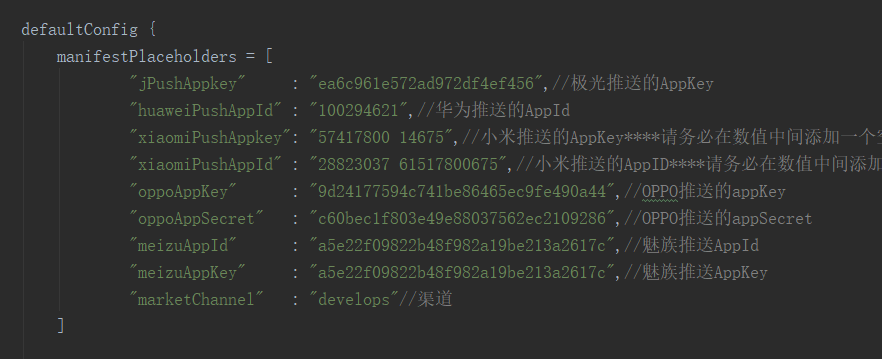 defaultConfig {
manifestPlaceholders = [
"jPushAppkey" : "ea6c961e572ad972df4ef456",//极光推送的AppKey
"huaweiPushAppId" : "100294621",//华为推送的AppId
"xiaomiPushAppkey": "57417800 14675",//小米推送的AppKey****请务必在数值中间添加一个
"xiaomiPushAppId" : "28823037 61517800675",//小米推送的AppID****请务必在数值中间添加
"oppoAppKey" : "9d24177594c741be86465ec9fe490a44",//OPPO推送的appKey
"oppoAppSecret" : "c60bec1f803e49e88037562ec2109286",//OPPO推送的appSecret
"meizuAppId" : "a5e22f09822b48f982a19be213a2617c",//魅族推送AppId
"meizuAppKey" : "a5e22f09822b48f982a19be213a2617c",//魅族推送AppKey
"marketChannel" : "develops"//渠道
]